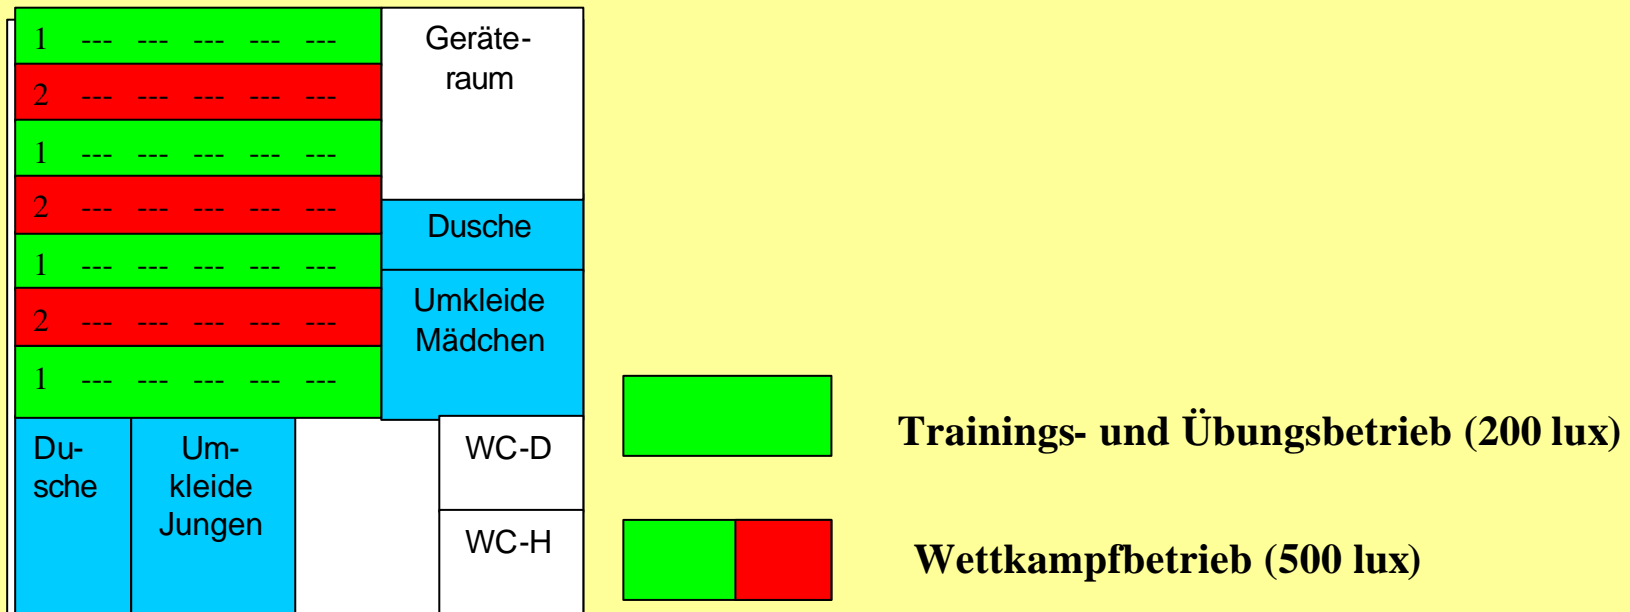 1 --- --- --- --- ---
2 --- --- --- --- ---
1 --- --- --- --- ---
2 --- --- --- --- ---
1 --- --- --- --- ---
2 --- --- --- --- ---
1 --- --- --- --- ---
Geräte-
raum
Dusche
Umkleide
Mädchen
Du-
sche
Um-
kleide
Jungen
WC-D
WC-H
Trainings- und Übungsbetrieb (200 lux)
Wettkampfbetrieb (500 lux)